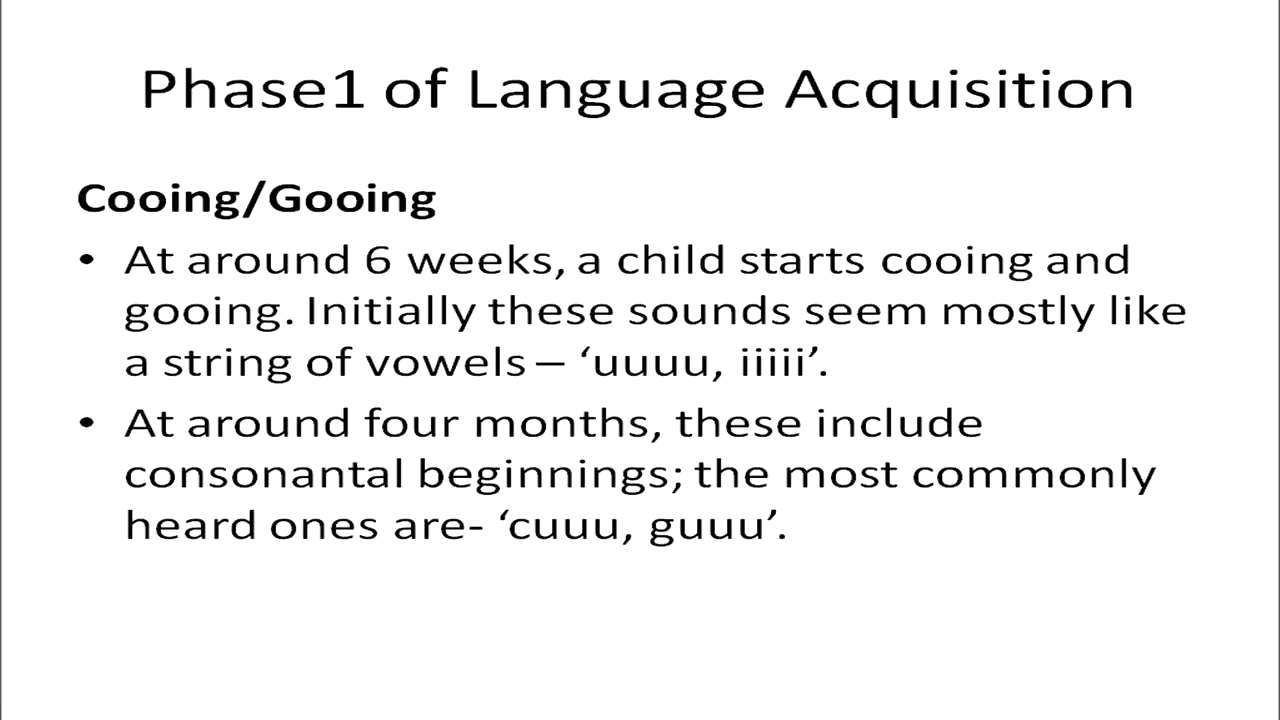 Phase1 of Language Acquisition
Cooing/Gooing
• At around 6 weeks, a child starts cooing and
gooing. Initially these sounds seem mostly like
a string of vowels – ‘uuuu, iiiii’.
• At around four months, these include
consonantal beginnings; the most commonly
heard ones are- ‘cuuu, guuu’.